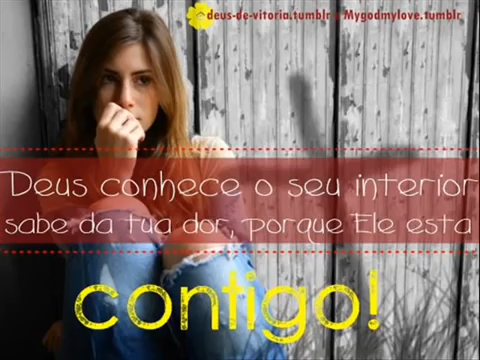 deus-de-vitoria.tumblr e Mygodmylove.tumblr
Deus conhece o seu interior
sabe da tua dor, porque Ele esta
contigo!